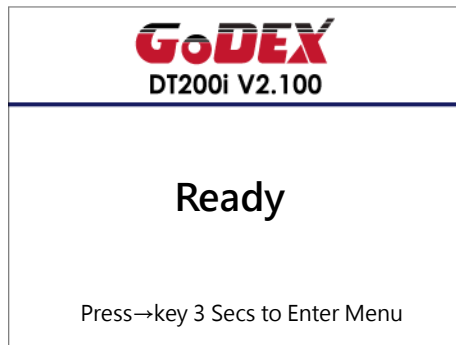 GoDEX
DT200i V2.100
Ready
Press→key 3 Secs to Enter Menu